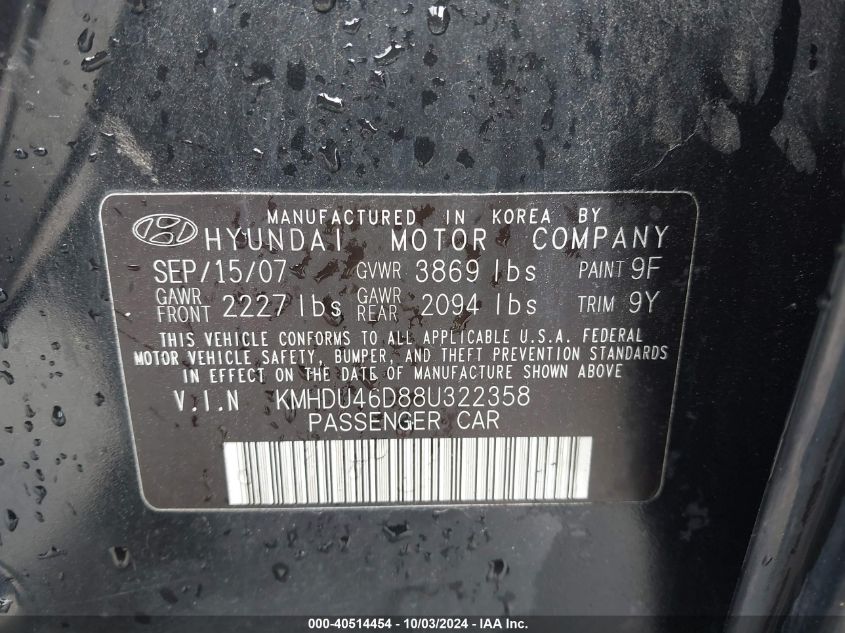 MANUFACTURED IN KOREA BY
HYUNDAI MOTOR COMPANY
SEP/15/07 GVWR 3869 lbs PAINT 9F
GAWR FRONT 2227 lbs GAWR REAR 2094 lbs TRIM 9Y
THIS VEHICLE CONFORMS TO ALL APPLICABLE U.S.A. FEDERAL
MOTOR VEHICLE SAFETY, BUMPER, AND THEFT PREVENTION STANDARDS
IN EFFECT ON THE DATE OF MANUFACTURE SHOWN ABOVE
V.I.N KMHDU46D88U322358
PASSENGER CAR
000-40514454 - 10/03/2024 - IAA Inc.